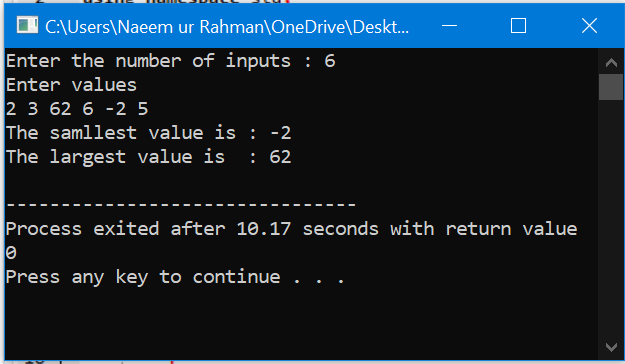 C:\Users\Naeem ur Rahman\OneDrive\Deskt...
Enter the number of inputs : 6
Enter values
2 3 62 6 -2 5
The samllest value is : -2
The largest value is  : 62
--------------------------------
Process exited after 10.17 seconds with return value
0
Press any key to continue . . .